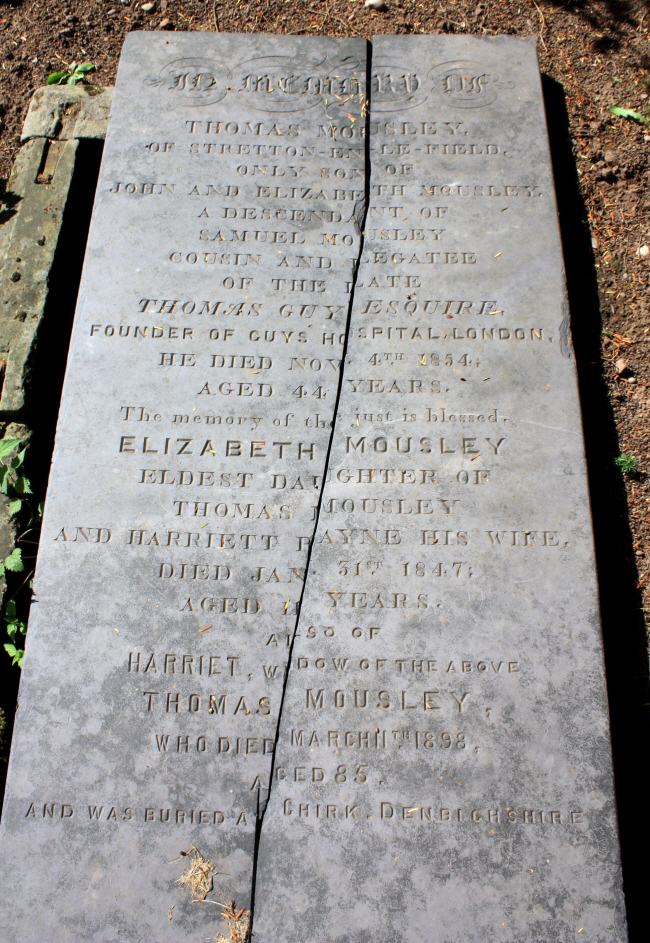 IN MEMORY OF
THOMAS MOUSLEY,
OF STRETTON-EN-LE-FIELD,
ONLY SON OF
JOHN AND ELIZABETH MOUSLEY,
A DESCENDANT OF
SAMUEL MOUSLEY
COUSIN AND LEGATEE
OF THE LATE
THOMAS GUY ESQUIRE,
FOUNDER OF GUYS HOSPITAL, LONDON,
HE DIED NOV. 4TH 1854;
AGED 44 YEARS.
The memory of the just is blessed.
ELIZABETH MOUSLEY
ELDEST DAUGHTER OF
THOMAS MOUSLEY
AND HARRIETT PAYNE HIS WIFE,
DIED JAN. 31ST 1847;
AGED YEARS.
ALSO OF
HARRIET, WIDOW OF THE ABOVE
THOMAS MOUSLEY,
WHO DIED MARCH 11TH 1898,
AGED 85.
AND WAS BURIED AT CHIRK, DENBIGHSHIRE